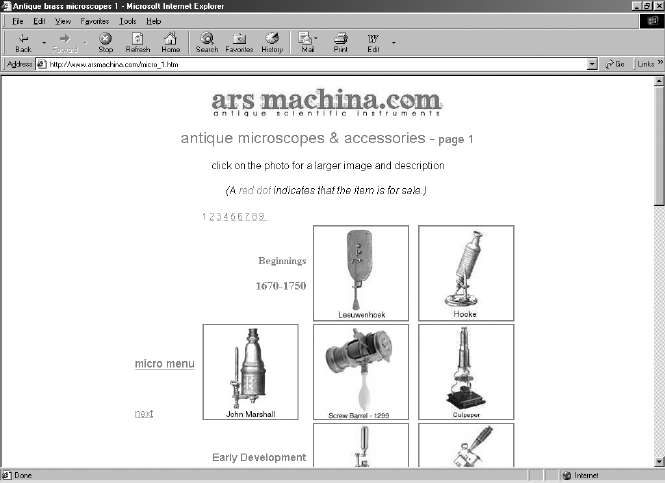 Antique brass microscopes 1 - Microsoft Internet Explorer
File Edit View Favorites Tools Help
Back Forward Stop Refresh Home Search Favorites History Mail Print Edit
Address http://www.arsmachina.com/micro_1.htm Go Links »
ars machina.com
antique scientific instruments
antique microscopes & accessories - page 1
click on the photo for a larger image and description
(A red dot indicates that the item is for sale.)
1 2 3 4 5 6 7 8 9
Beginnings
1670-1750
Leeuwenhoek
Hooke
micro menu
next
John Marshall
Screw Barrel - 1299
Culpeper
Early Development
Done
Internet